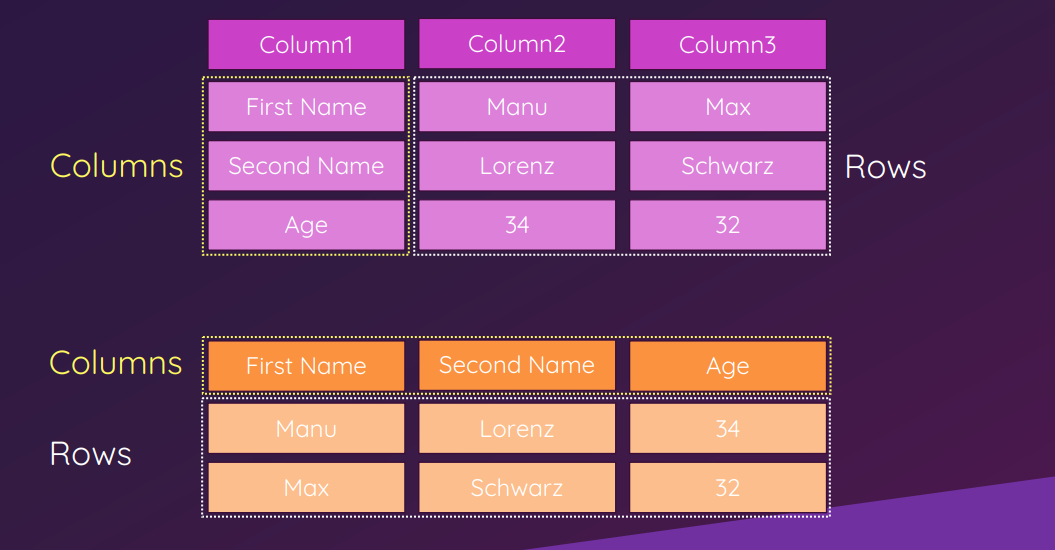 Column1 Column2 Column3
First Name Manu Max
Columns Second Name Lorenz Schwarz Rows
Age 34 32
Columns First Name Second Name Age
Manu Lorenz 34
Rows
Max Schwarz 32